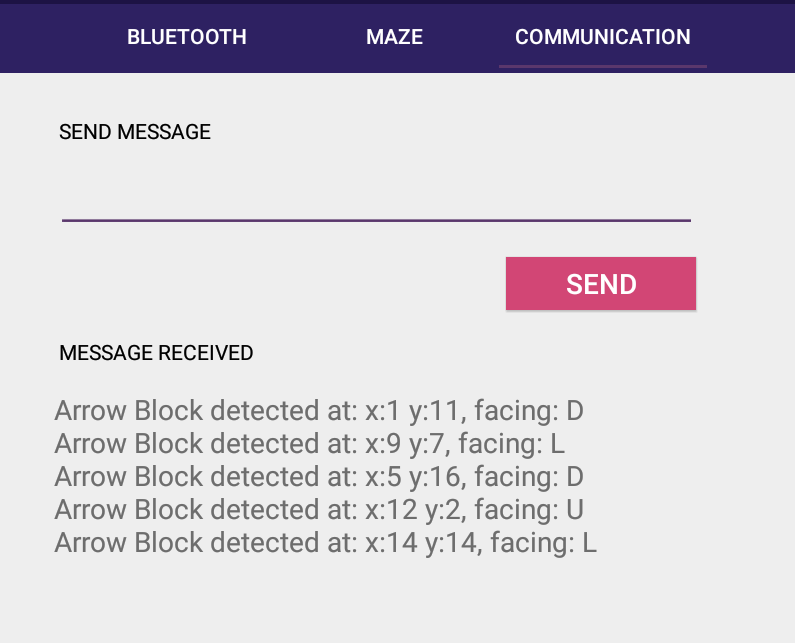 BLUETOOTH MAZE COMMUNICATION
SEND MESSAGE
SEND
MESSAGE RECEIVED
Arrow Block detected at: x:1 y:11, facing: D
Arrow Block detected at: x:9 y:7, facing: L
Arrow Block detected at: x:5 y:16, facing: D
Arrow Block detected at: x:12 y:2, facing: U
Arrow Block detected at: x:14 y:14, facing: L